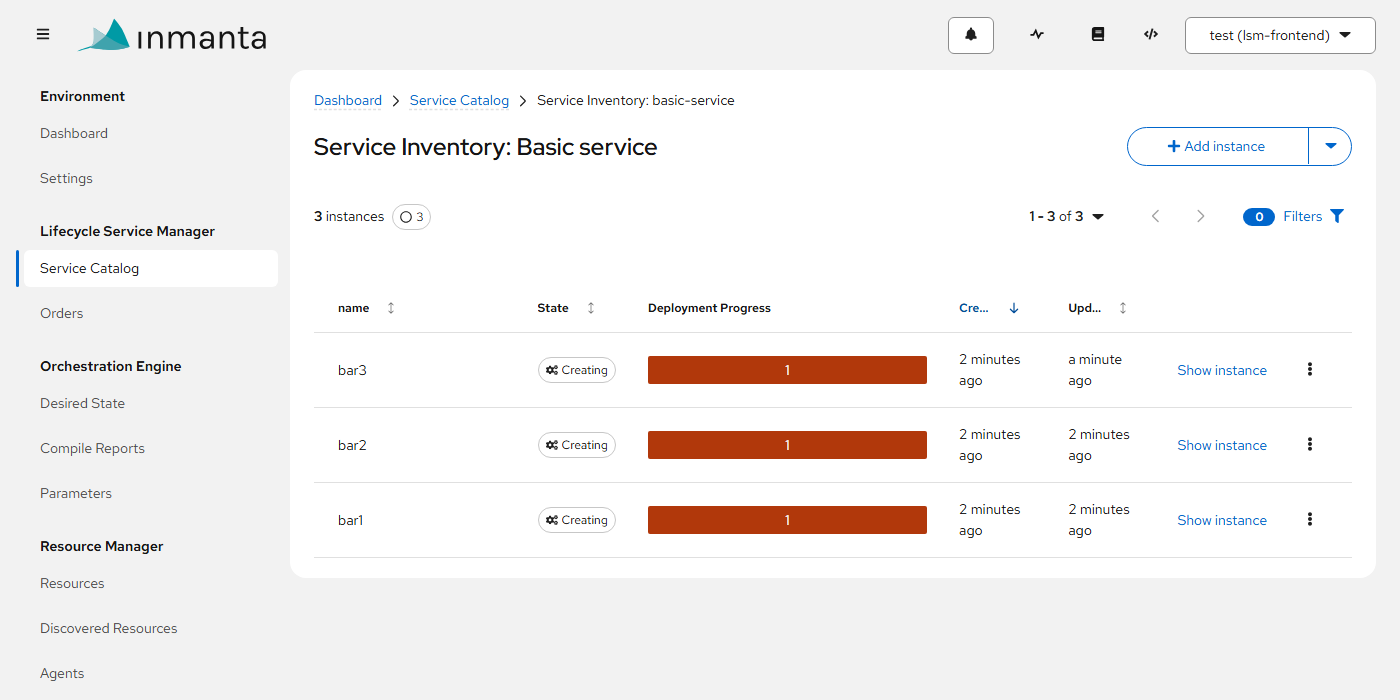 inmanta
test (lsm-frontend)
Environment
Dashboard
Settings
Lifecycle Service Manager
Service Catalog
Orders
Orchestration Engine
Desired State
Compile Reports
Parameters
Resource Manager
Resources
Discovered Resources
Agents
Dashboard Service Catalog Service Inventory: basic-service
Service Inventory: Basic service
Add instance
3 instances 3
1 - 3 of 3
0 Filters
name State Deployment Progress Cre... Upd...
bar3 Creating 1 2 minutes ago a minute ago Show instance
bar2 Creating 1 2 minutes ago 2 minutes ago Show instance
bar1 Creating 1 2 minutes ago 2 minutes ago Show instance